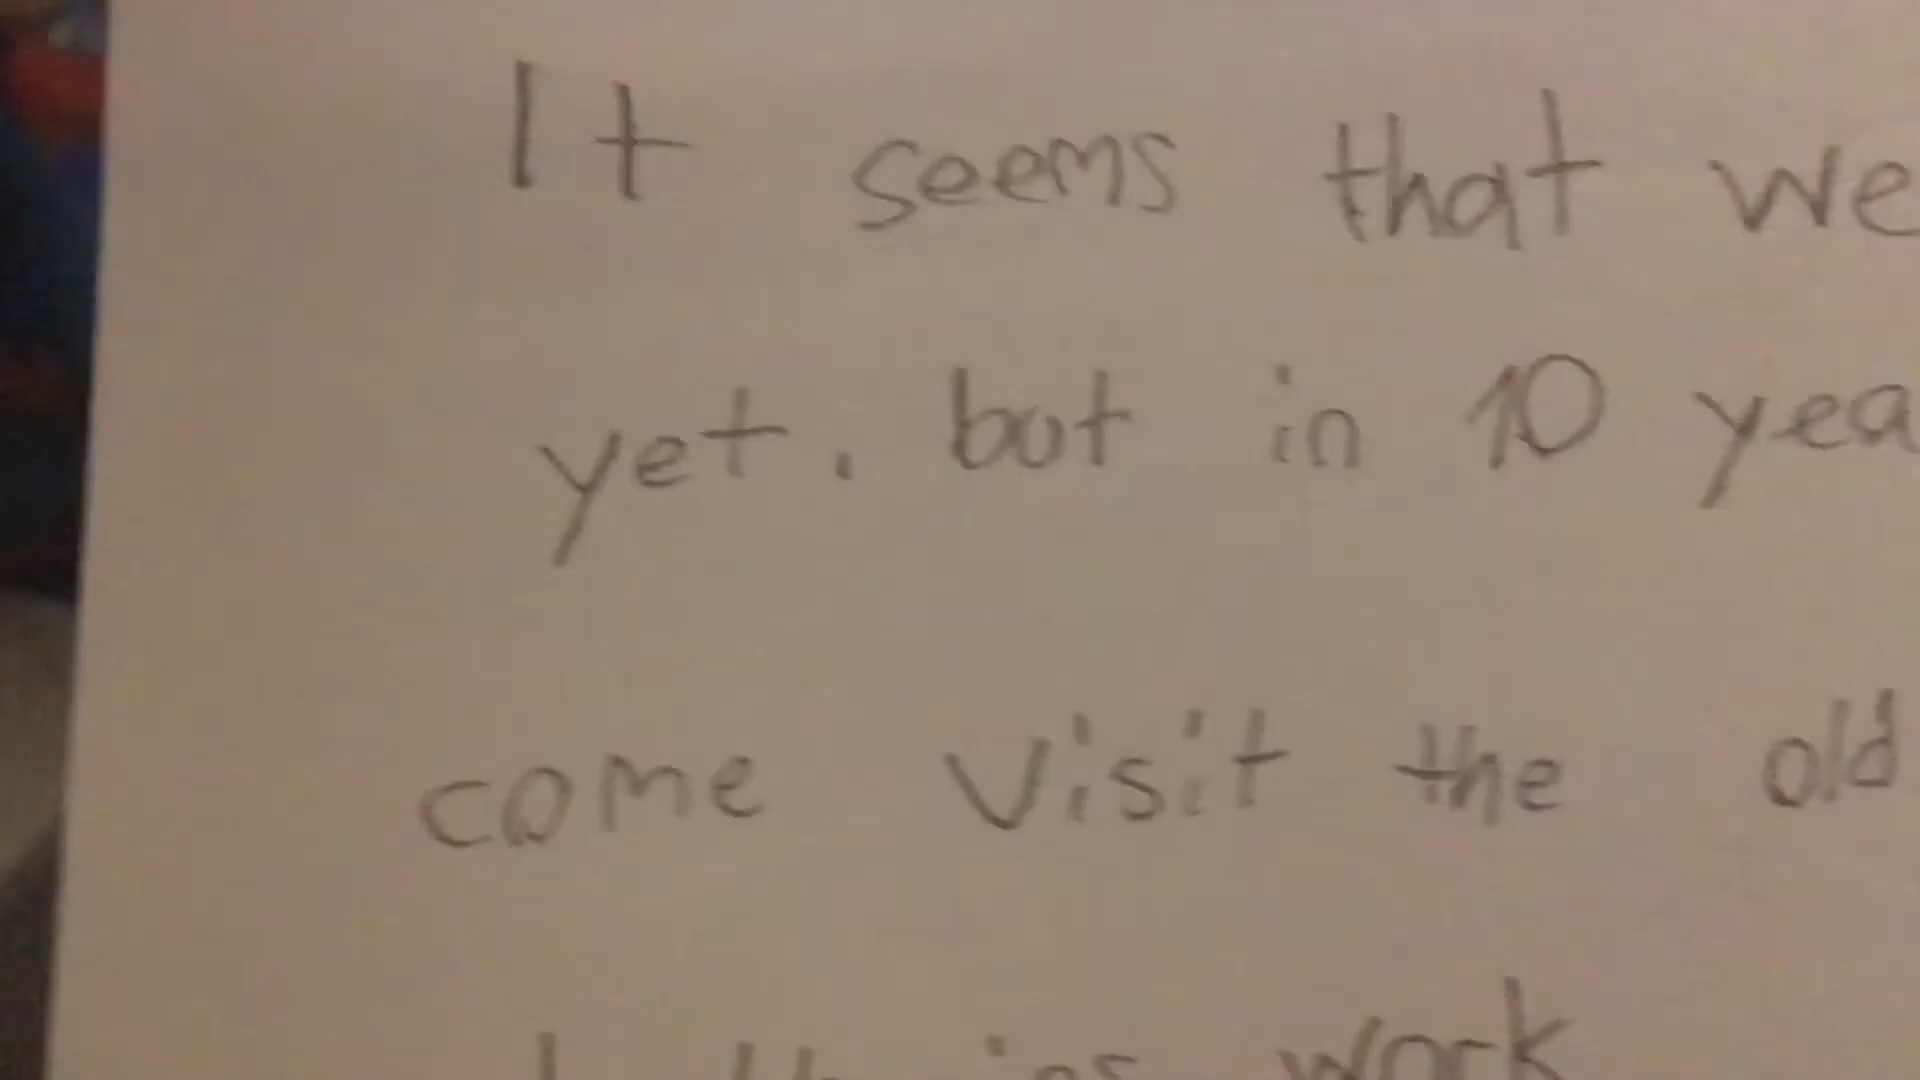 It seems that we
yet. but in 10 yea
come visit the old
work